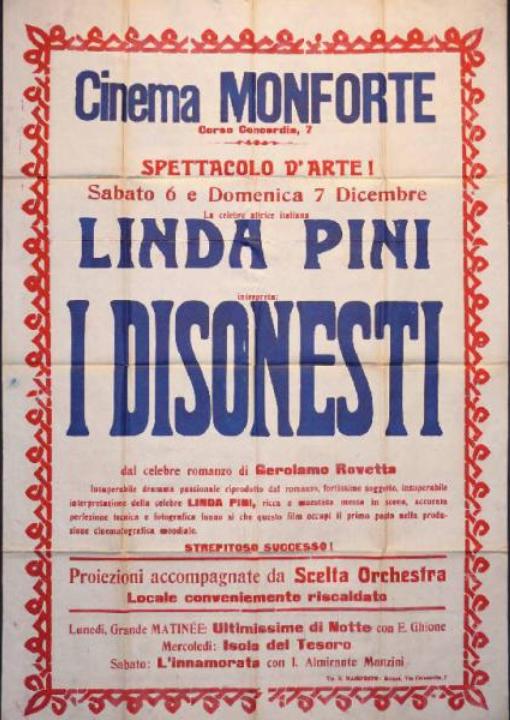 Cinema MONFORTE
Corso Concordia, 7
SPETTACOLO D'ARTE!
Sabato 6 e Domenica 7 Dicembre
La celebre attrice italiana
LINDA PINI
interpreta:
I DISONESTI
dal celebre romanzo di Gerolamo Rovetta
Insuperabile dramma passionale riprodotto dal romanzo, fortissimo soggetto, insuperabile
interpretazione della celebre LINDA PINI, ricca e maestosa messa in scena, accurata
perfezione tecnica e fotografica fanno sì che questo film occupi il primo posto nella produ-
zione cinematografica mondiale.
STREPITOSO SUCCESSO!
Proiezioni accompagnate da Scelta Orchestra
Locale convenientemente riscaldato
Lunedì, Grande MATINÉE: Ultimissime di Notte con E. Ghione
Mercoledì: Isola del Tesoro
Sabato: L'innamorata con I. Almirante Manzini